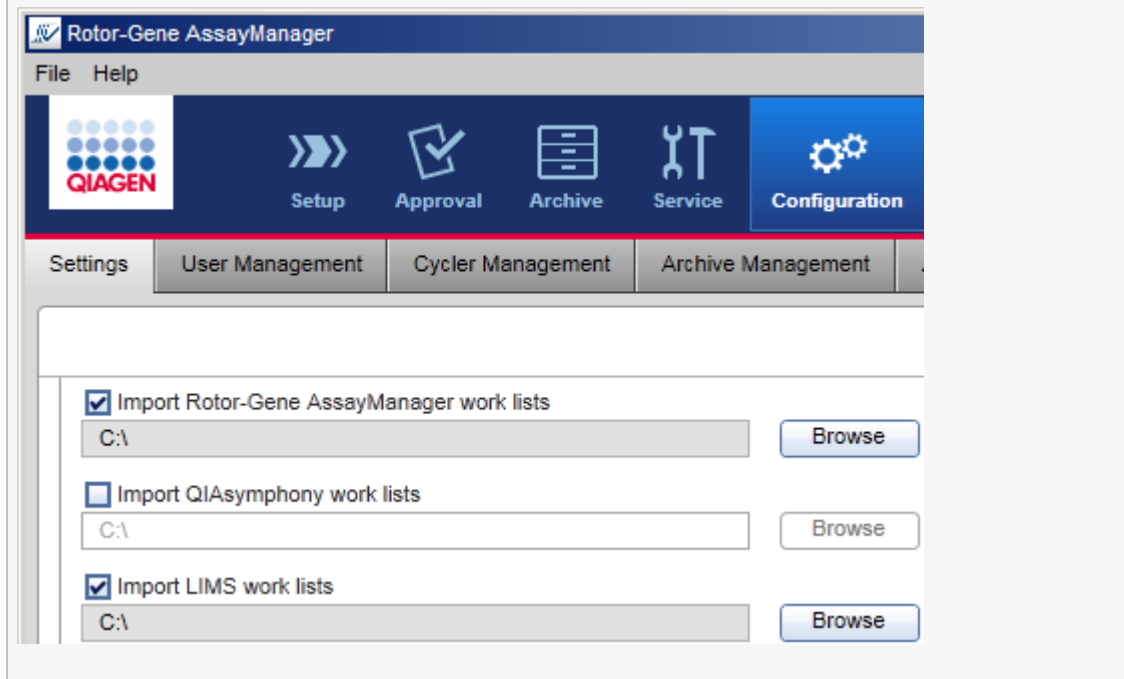 Rotor-Gene AssayManager
File Help
QIAGEN
Setup Approval Archive Service Configuration
Settings User Management Cycler Management Archive Management
Import Rotor-Gene AssayManager work lists
C:\ Browse
Import QIAsymphony work lists
C:\ Browse
Import LIMS work lists
C:\ Browse